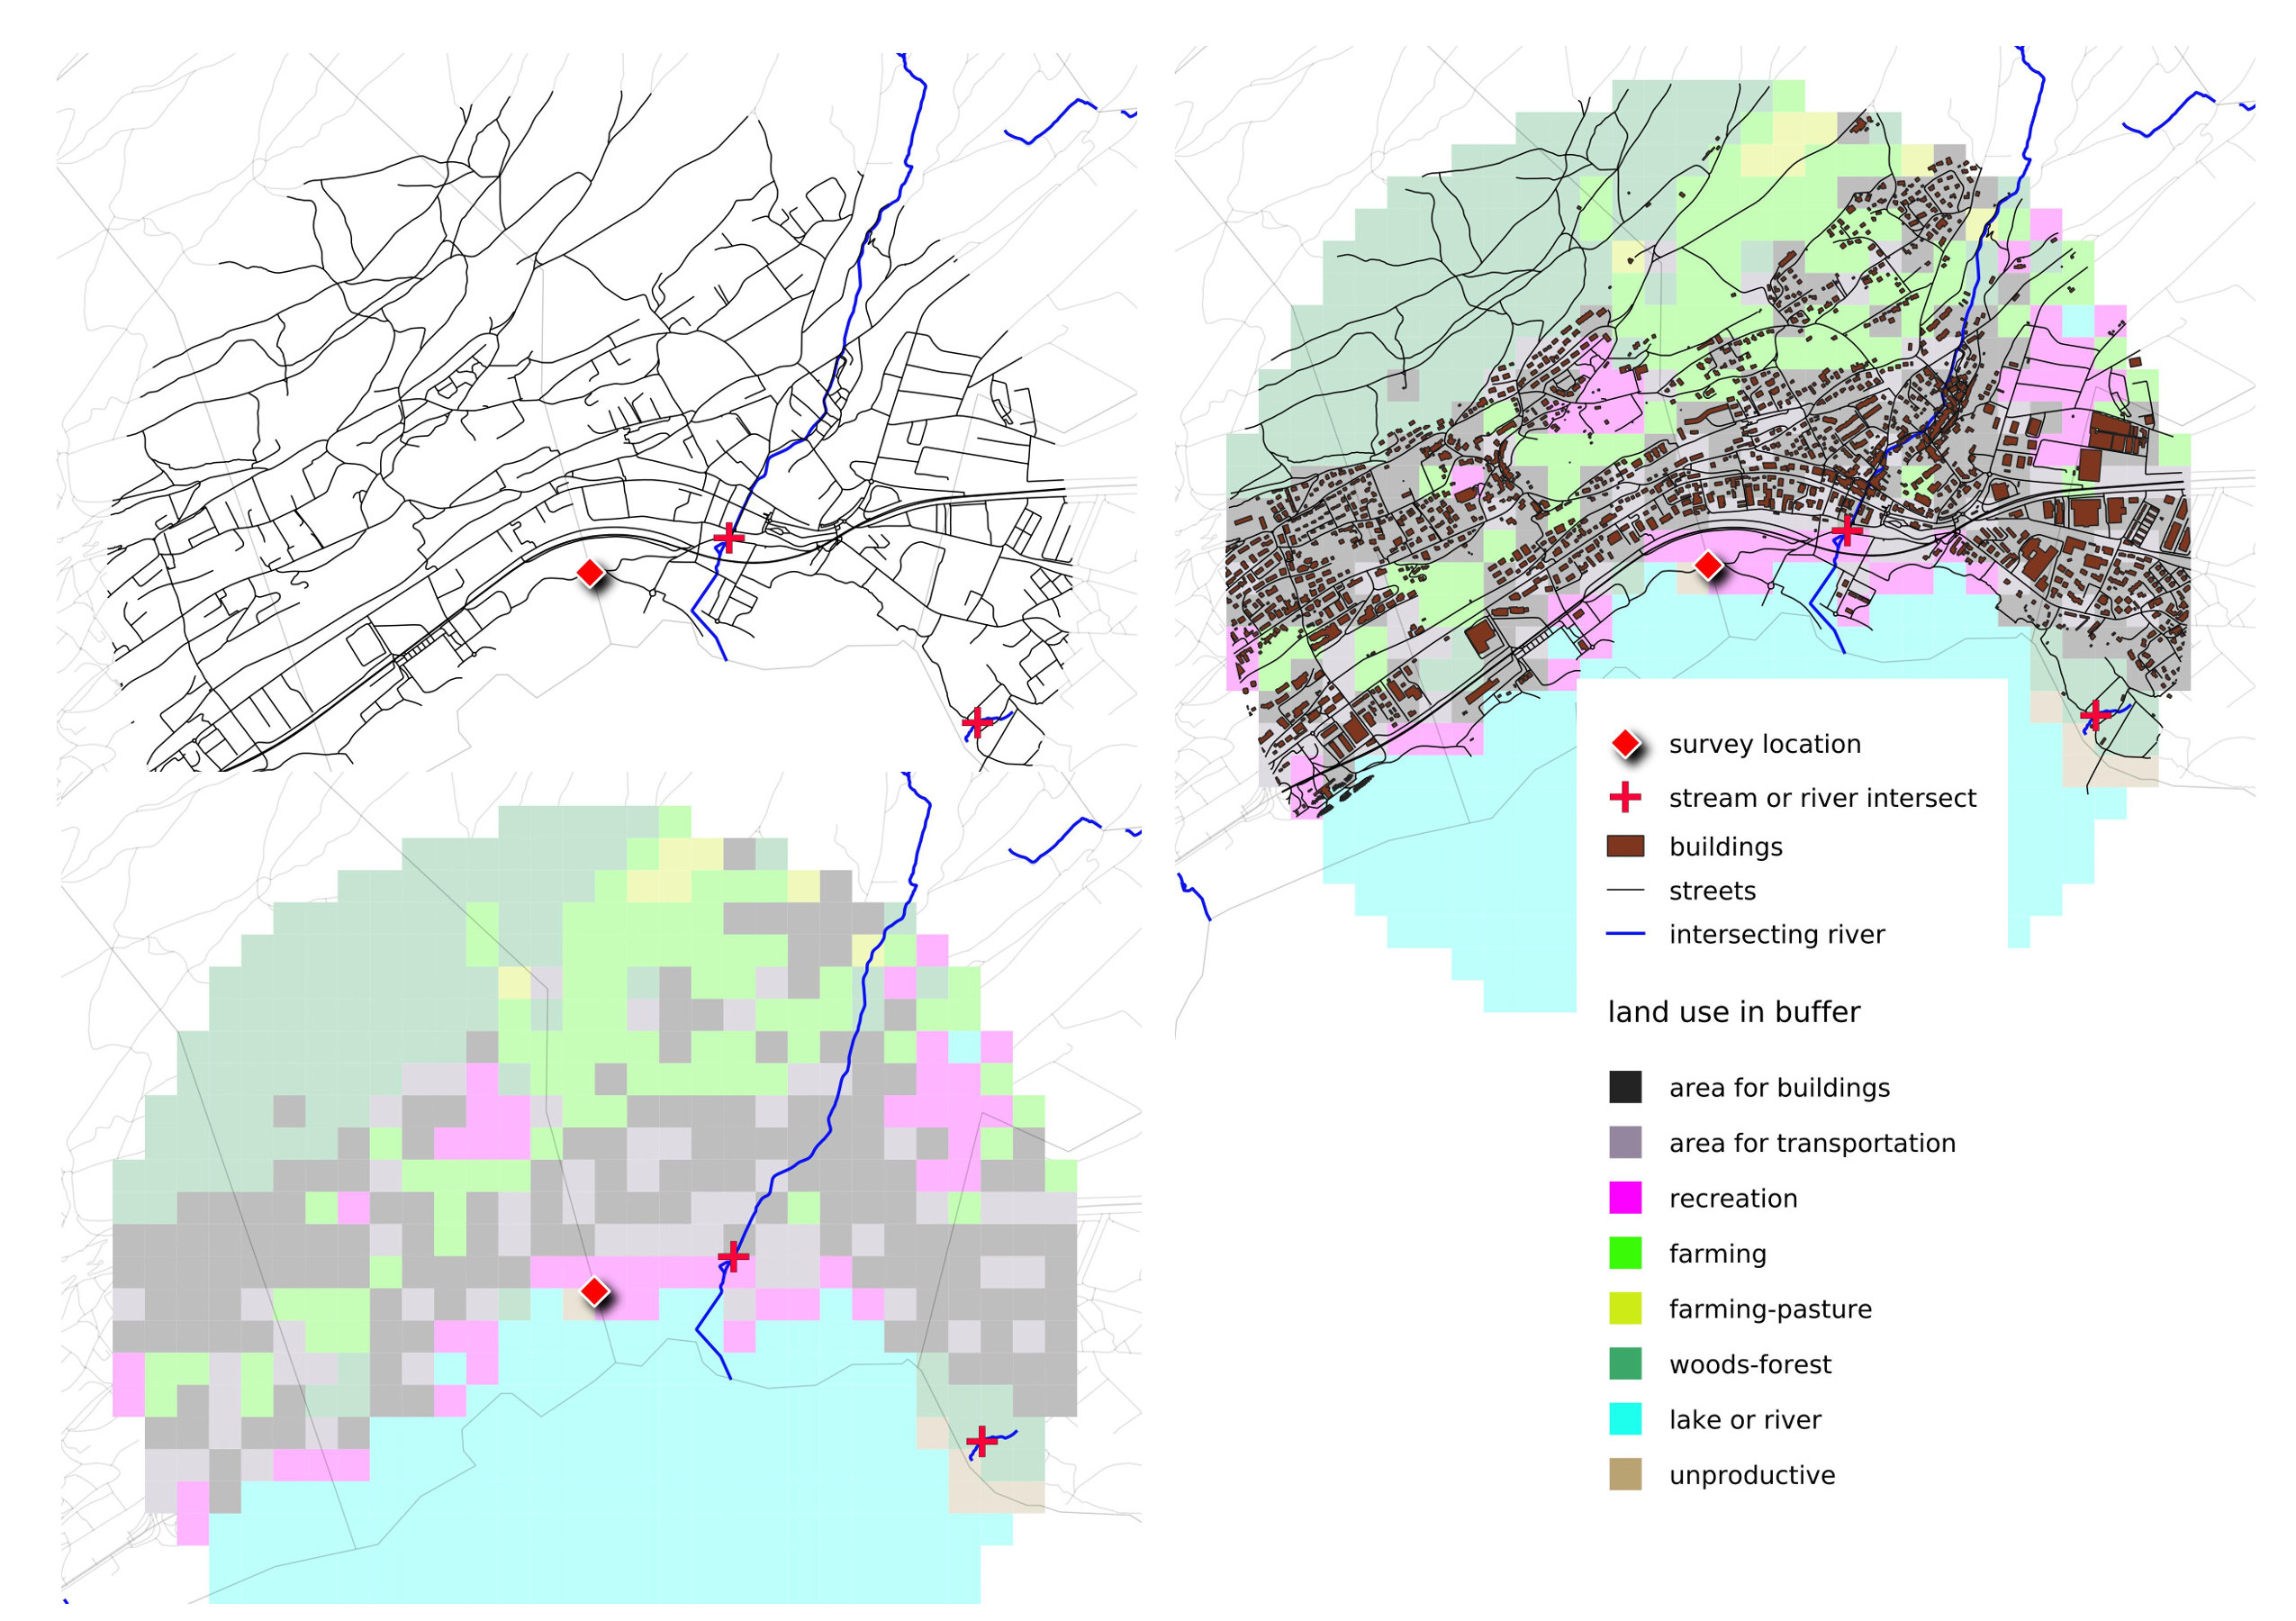 survey location
stream or river intersect
buildings
streets
intersecting river
land use in buffer
area for buildings
area for transportation
recreation
farming
farming-pasture
woods-forest
lake or river
unproductive